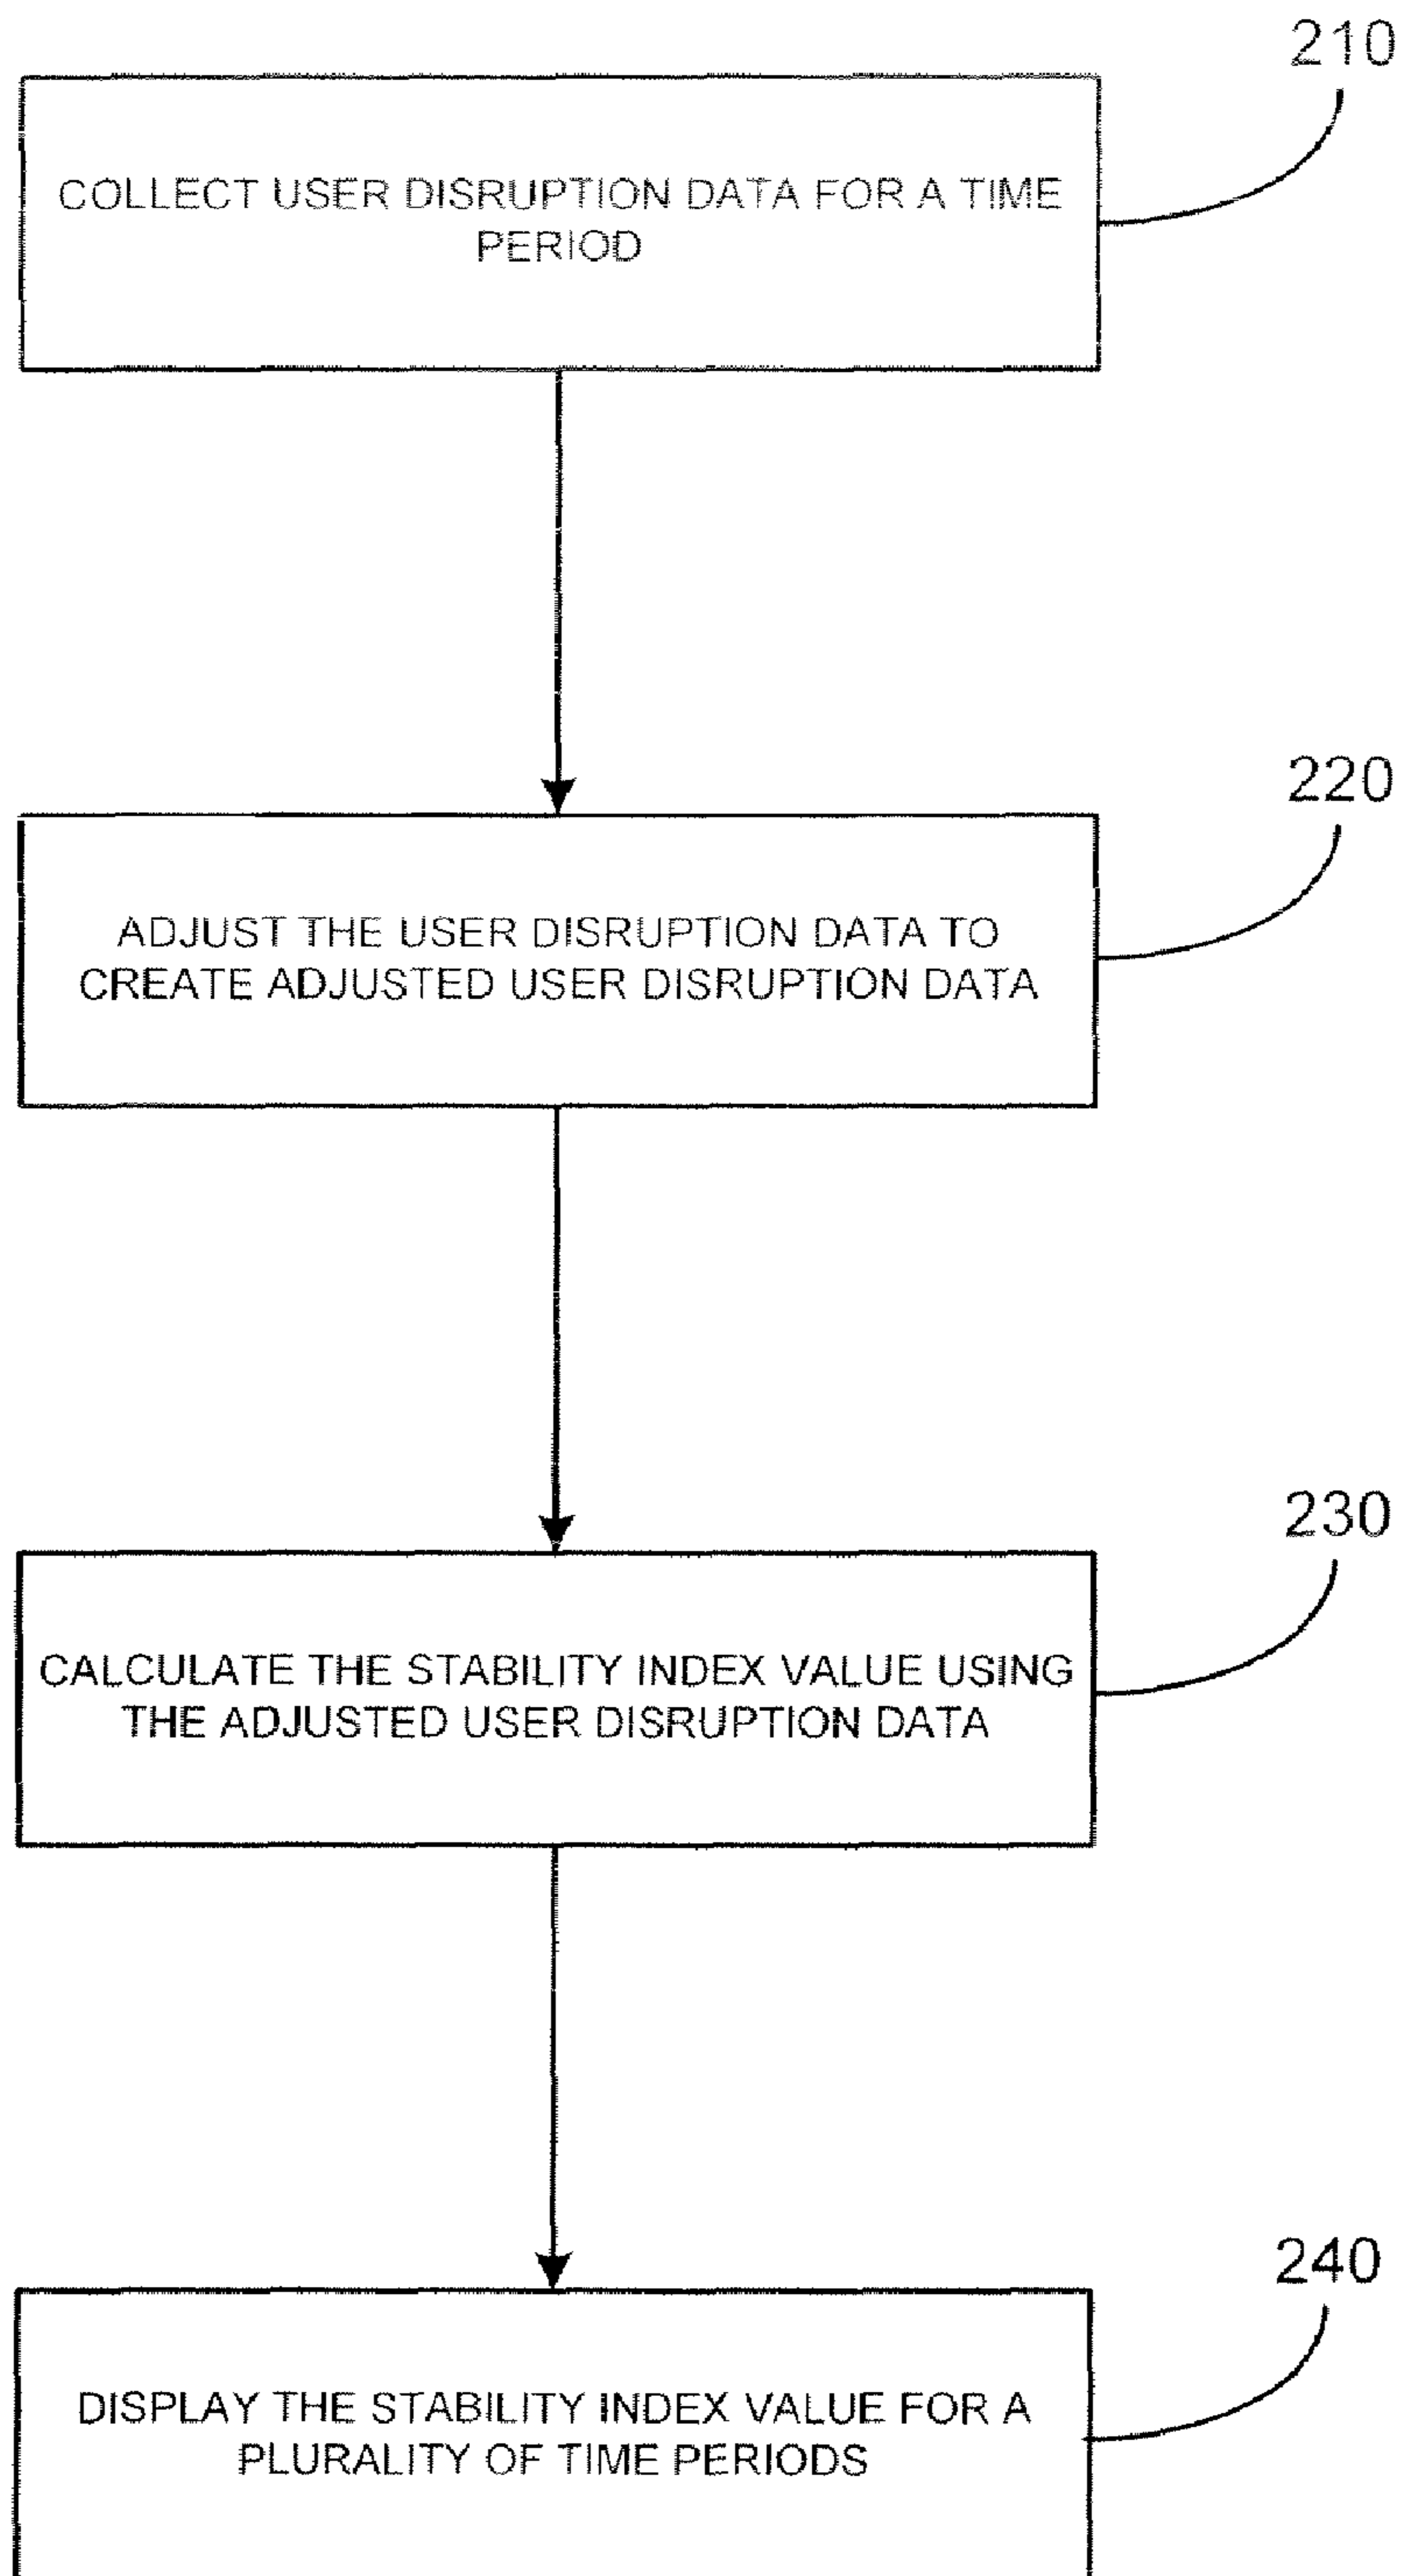 210
COLLECT USER DISRUPTION DATA FOR A TIME
PERIOD
220
ADJUST THE USER DISRUPTION DATA TO
CREATE ADJUSTED USER DISRUPTION DATA
230
CALCULATE THE STABILITY INDEX VALUE USING
THE ADJUSTED USER DISRUPTION DATA
240
DISPLAY THE STABILITY INDEX VALUE FOR A
PLURALITY OF TIME PERIODS